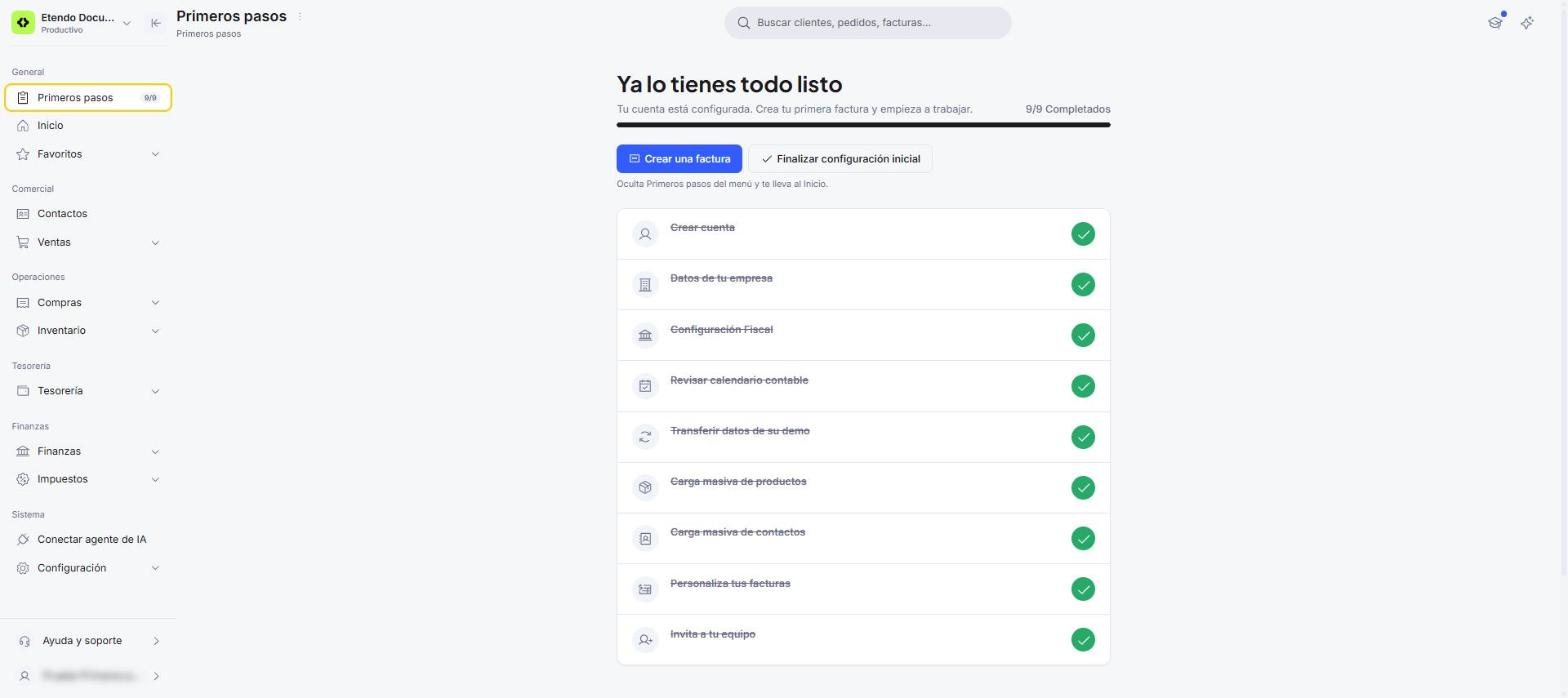 Etendo Docu...
Productivo
Primeros pasos
Primeros pasos
Buscar clientes, pedidos, facturas...
General
Primeros pasos 9/9
Inicio
Favoritos
Comercial
Contactos
Ventas
Operaciones
Compras
Inventario
Tesorería
Tesorería
Finanzas
Finanzas
Impuestos
Sistema
Conectar agente de IA
Configuración
Ayuda y soporte
Ya lo tienes todo listo
Tu cuenta está configurada. Crea tu primera factura y empieza a trabajar. 9/9 Completados
Crear una factura Finalizar configuración inicial
Oculta Primeros pasos del menú y te lleva al Inicio.
Crear cuenta
Datos de tu empresa
Configuración Fiscal
Revisar calendario contable
Transferir datos de su demo
Carga masiva de productos
Carga masiva de contactos
Personaliza tus facturas
Invita a tu equipo